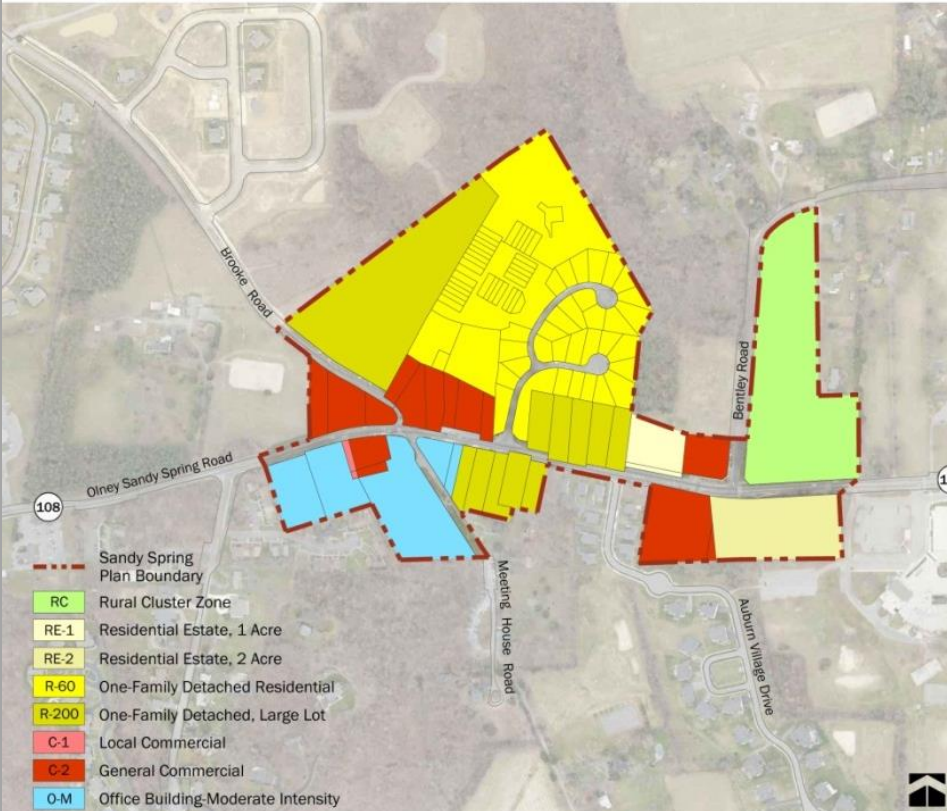 Brooke Road
Bentley Road
Olney Sandy Spring Road
108
1
Meeting House Road
Auburn Village Drive
Sandy Spring
Plan Boundary
RC Rural Cluster Zone
RE-1 Residential Estate, 1 Acre
RE-2 Residential Estate, 2 Acre
R-60 One-Family Detached Residential
R-200 One-Family Detached, Large Lot
C-1 Local Commercial
C-2 General Commercial
O-M Office Building-Moderate Intensity